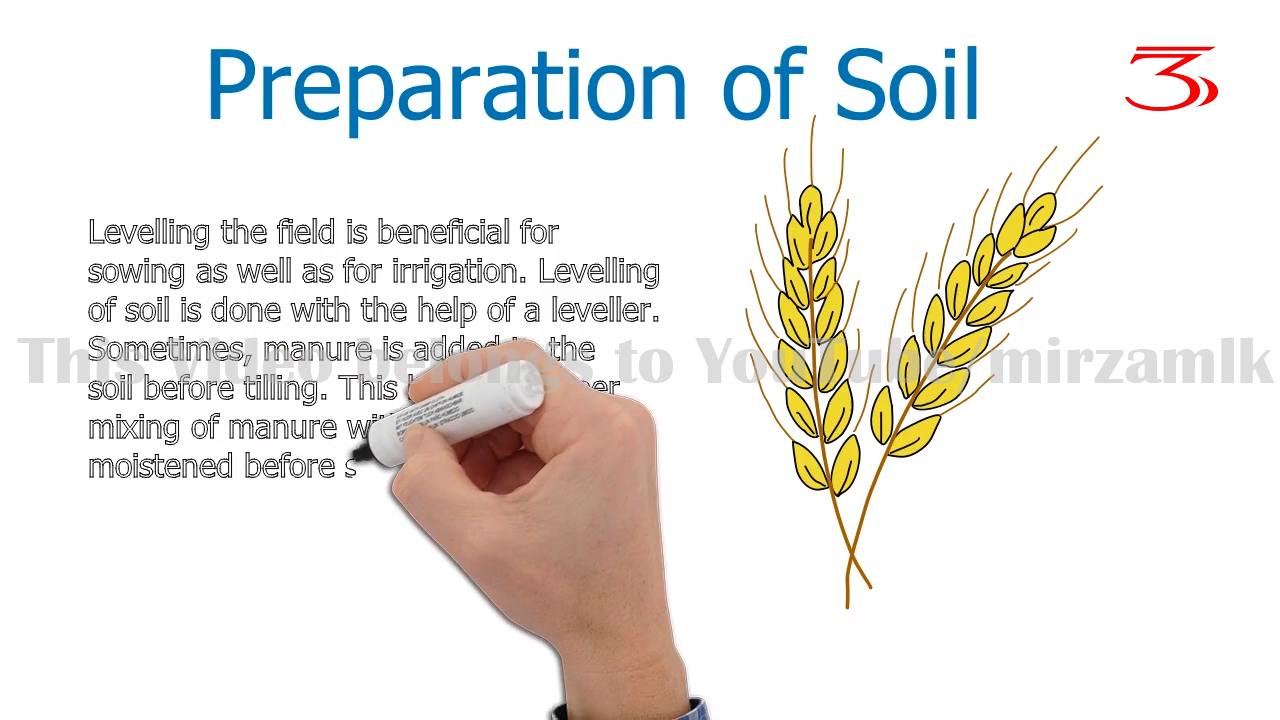 Preparation of Soil
Levelling the field is beneficial for
sowing as well as for irrigation. Levelling
of soil is done with the help of a leveller.
Sometimes, manure is added the
soil before tilling. This
mixing of manure
moistened before s
This video belongs to YouTube/mirzamlk